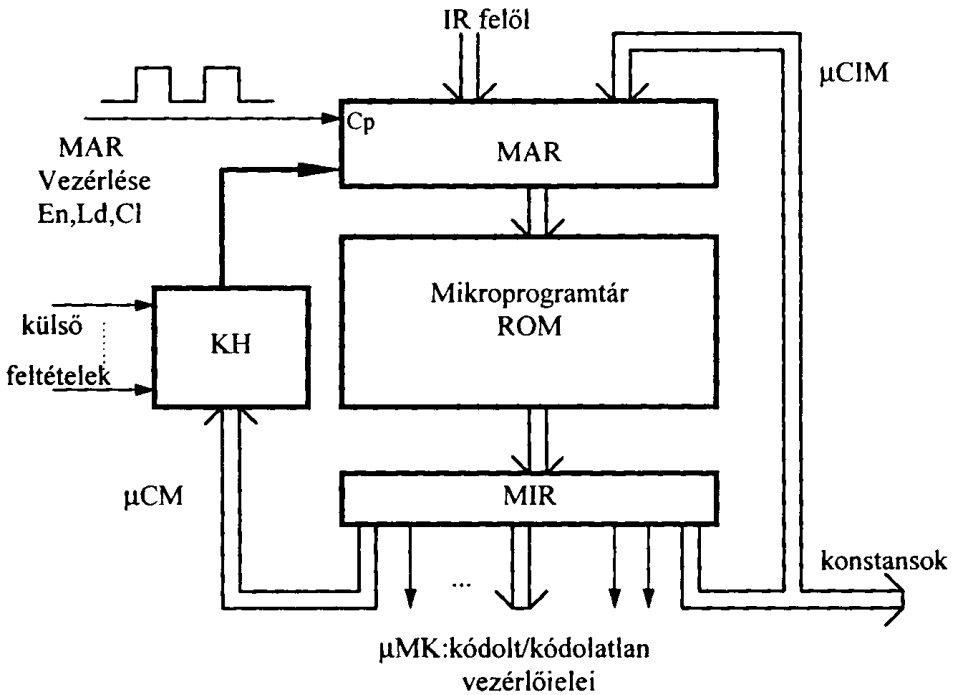 IR felől
μCIM
Cp
MAR
MAR
Vezérlése
En,Ld,Cl
Mikroprogramtár
ROM
külső
KH
feltételek
μCM
MIR
konstansok
...
μMK:kódolt/kódolatlan
vezérlőjelei